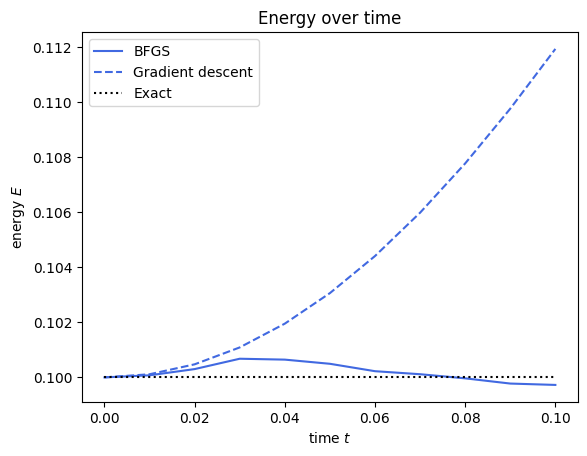 Energy over time
BFGS
Gradient descent
Exact
energy E
0.112
0.110
0.108
0.106
0.104
0.102
0.100
0.00 0.02 0.04 0.06 0.08 0.10
time t